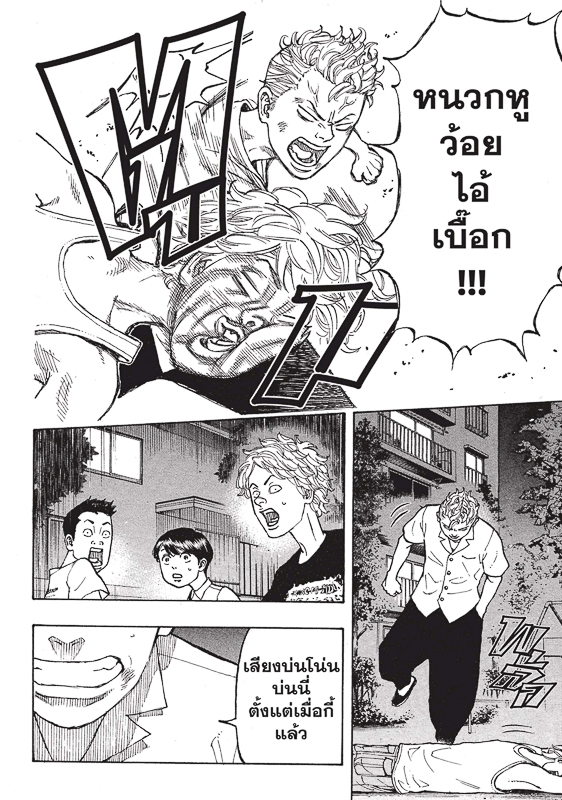 หนวกหู
ว้อย
ไอ้
เบื๊อก
!!!
เสียงบ่นโน่น
บ่นนี่
ตั้งแต่เมื่อกี้
แล้ว